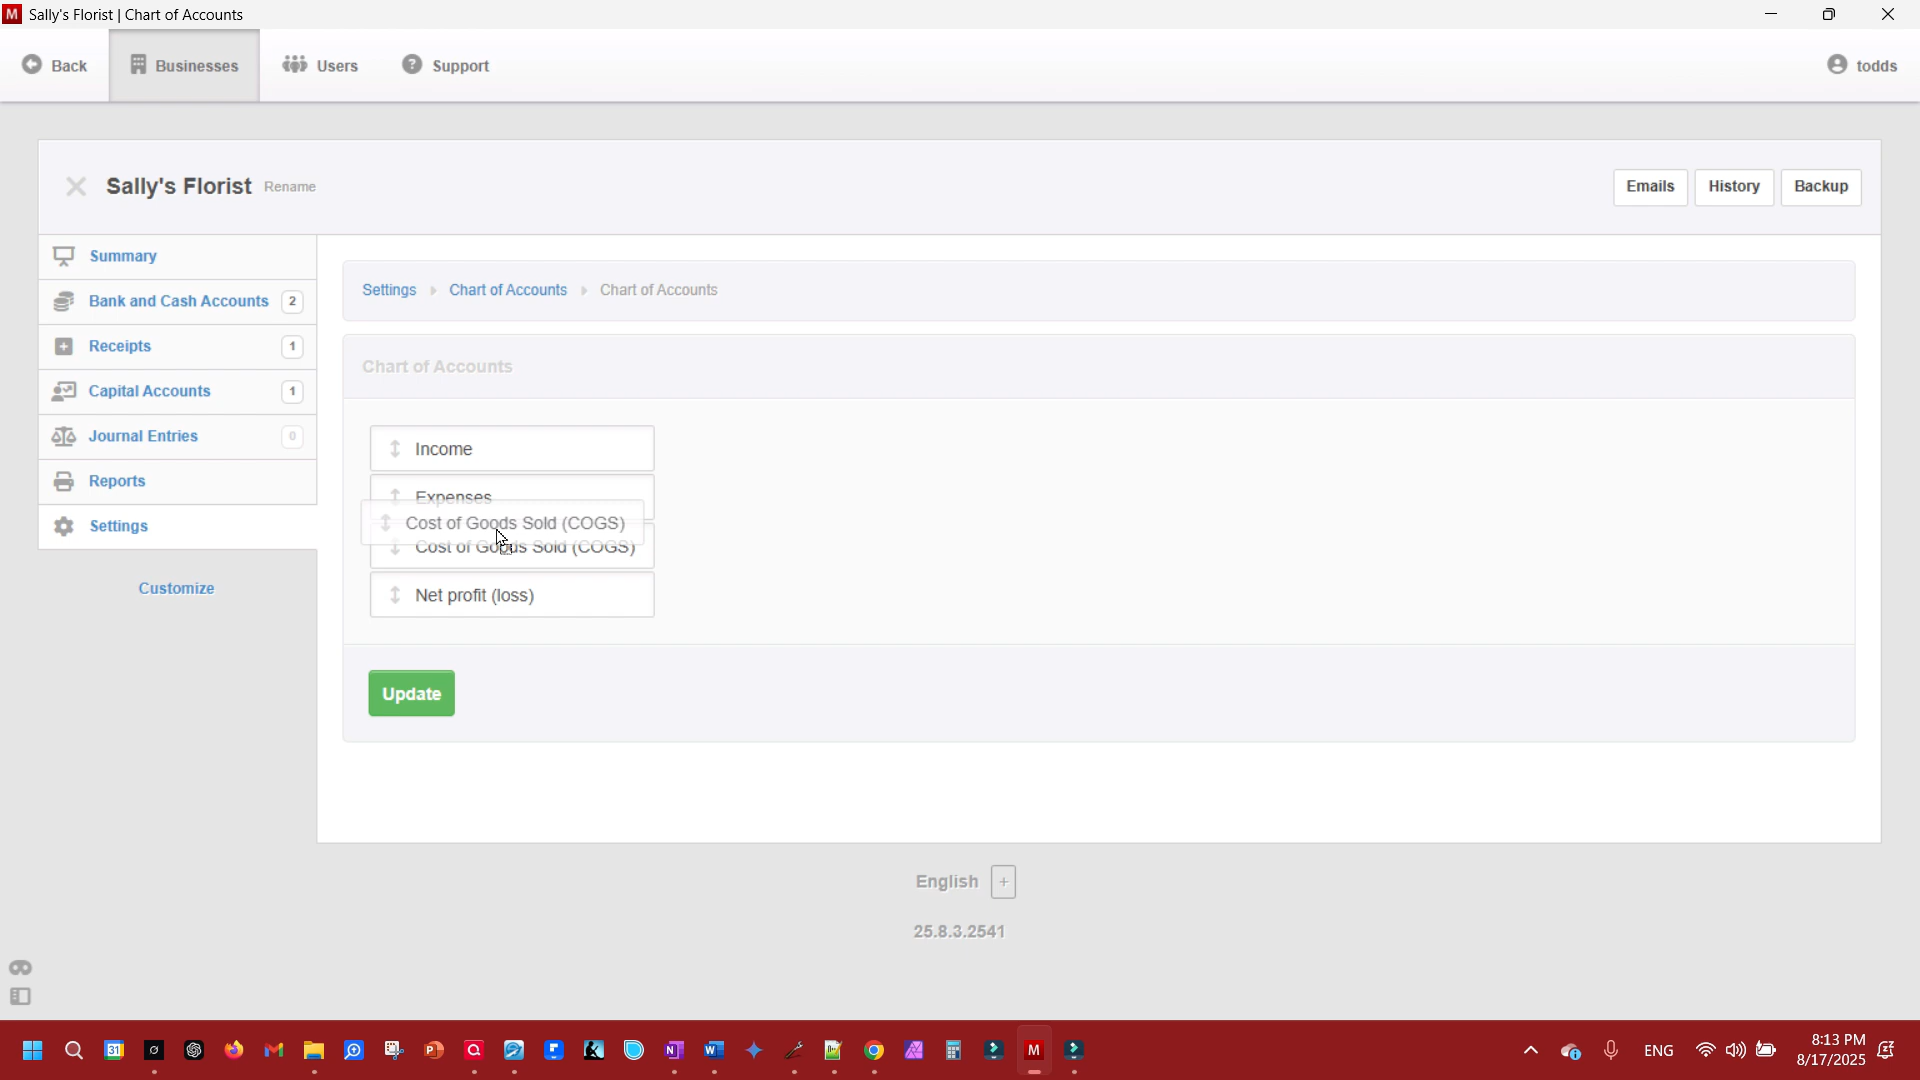 Sally's Florist | Chart of Accounts
Back
Businesses
Users
Support
todds
Sally's Florist Rename
Emails
History
Backup
Summary
Bank and Cash Accounts 2
Receipts 1
Capital Accounts 1
Journal Entries 0
Reports
Settings
Customize
Settings Chart of Accounts Chart of Accounts
Chart of Accounts
Income
Expenses
Cost of Goods Sold (COGS)
Cost of Goods Sold (COGS)
Net profit (loss)
Update
English +
25.8.3.2541
ENG
8:13 PM
8/17/2025